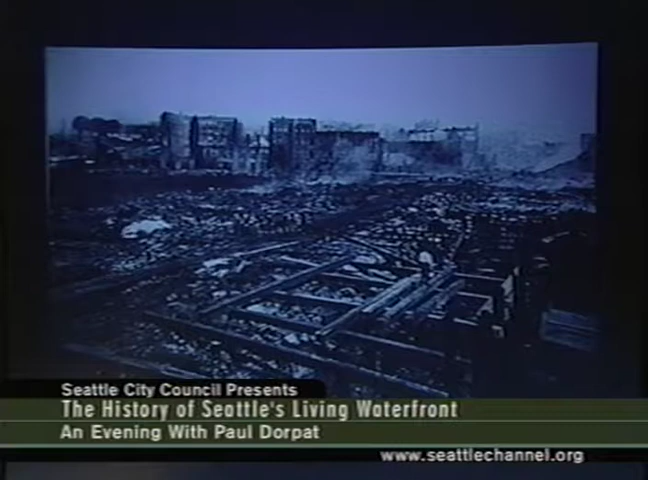 Seattle City Council Presents
The History of Seattle's Living Waterfront
An Evening With Paul Dorpat
www.seattlechannel.org